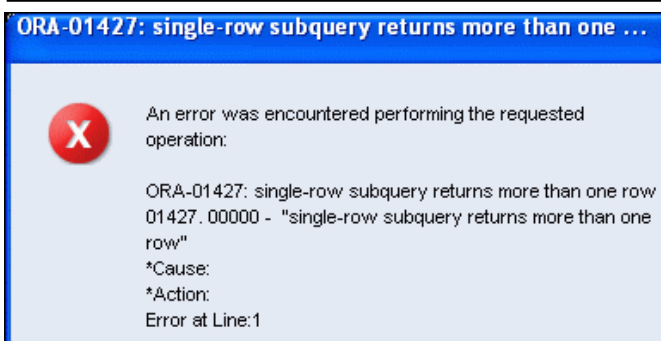 ORA-01427: single-row subquery returns more than one ...
X
An error was encountered performing the requested
operation:
ORA-01427: single-row subquery returns more than one row
01427. 00000 - "single-row subquery returns more than one
row"
*Cause:
*Action:
Error at Line:1